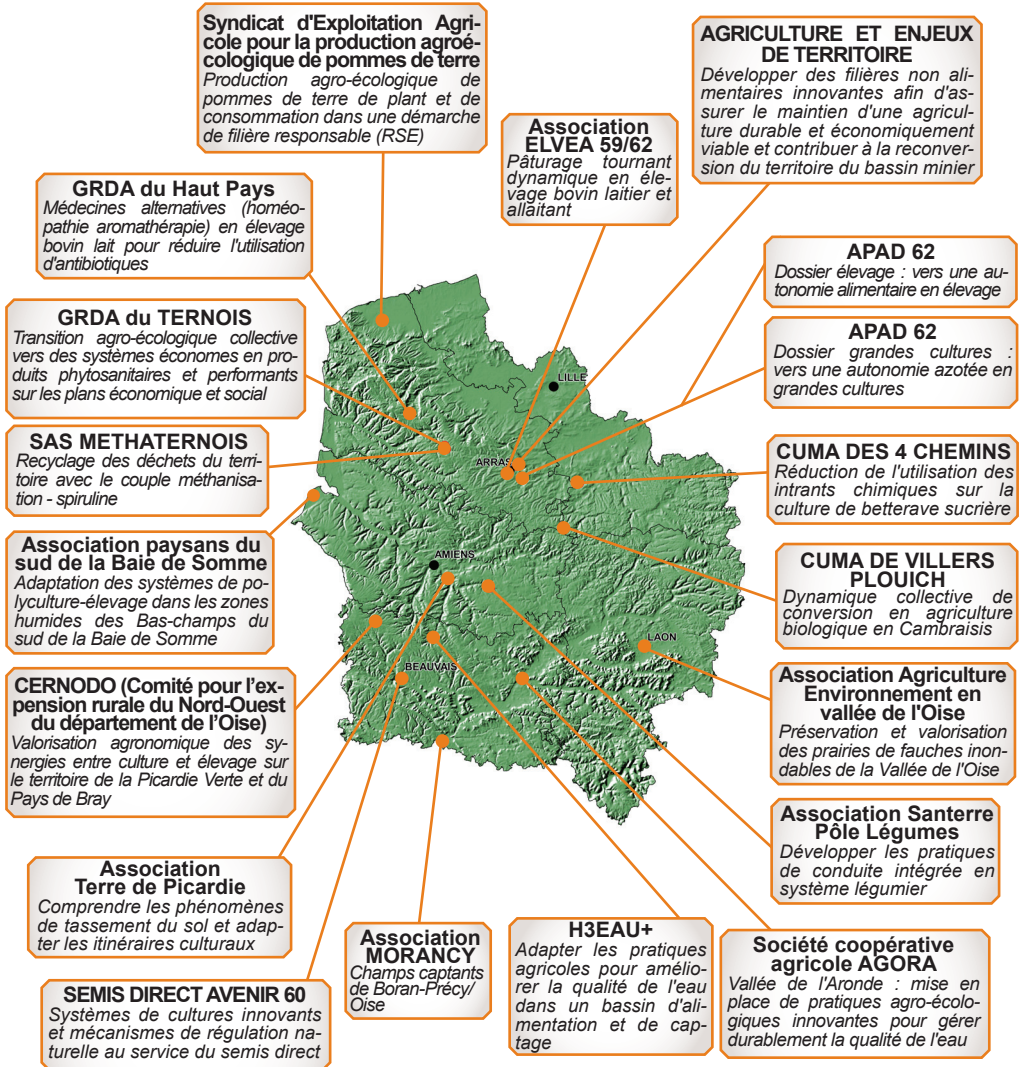 Syndicat d'Exploitation Agri-
cole pour la production agroé-
cologique de pommes de terre
Production agro-écologique de
pommes de terre de plant et de
consommation dans une démarche
de filière responsable (RSE)
AGRICULTURE ET ENJEUX
DE TERRITOIRE
Développer des filières non ali-
mentaires innovantes afin d'as-
surer le maintien d'une agricul-
ture durable et économiquement
viable et contribuer à la reconver-
sion du territoire du bassin minier
Association
ELVEA 59/62
Pâturage tournant
dynamique en éle-
vage bovin laitier et
allaitant
GRDA du Haut Pays
Médecines alternatives (homéo-
pathie aromathérapie) en élevage
bovin lait pour réduire l'utilisation
d'antibiotiques
APAD 62
Dossier élevage : vers une au-
tonomie alimentaire en élevage
GRDA du TERNOIS
Transition agro-écologique collective
vers des systèmes économes en pro-
duits phytosanitaires et performants
sur les plans économique et social
APAD 62
Dossier grandes cultures :
vers une autonomie azotée en
grandes cultures
LILLE
SAS METHATERNOIS
Recyclage des déchets du terri-
toire avec le couple méthanisa-
tion - spiruline
ARRAS
CUMA DES 4 CHEMINS
Réduction de l'utilisation des
intrants chimiques sur la
culture de betterave sucrière
Association paysans du
sud de la Baie de Somme
Adaptation des systèmes de po-
lyculture-élevage dans les zones
humides des Bas-champs du
sud de la Baie de Somme
AMIENS
CUMA DE VILLERS
PLOUICH
Dynamique collective de
conversion en agriculture
biologique en Cambraisis
LAON
BEAUVAIS
CERNODO (Comité pour l'ex-
pension rurale du Nord-Ouest
du département de l'Oise)
Valorisation agronomique des sy-
nergies entre culture et élevage sur
le territoire de la Picardie Verte et du
Pays de Bray
Association Agriculture
Environnement en
vallée de l'Oise
Préservation et valorisation
des prairies de fauches inon-
dables de la Vallée de l'Oise
Association Santerre
Pôle Légumes
Développer les pratiques
de conduite intégrée en
système légumier
Association
Terre de Picardie
Comprendre les phénomènes
de tassement du sol et adap-
ter les itinéraires culturaux
Association
MORANCY
Champs captants
de Boran-Précy/
Oise
H3EAU+
Adapter les pratiques
agricoles pour amélio-
rer la qualité de l'eau
dans un bassin d'ali-
mentation et de cap-
tage
Société coopérative
agricole AGORA
Vallée de l'Aronde : mise en
place de pratiques agro-écolo-
giques innovantes pour gérer
durablement la qualité de l'eau
SEMIS DIRECT AVENIR 60
Systèmes de cultures innovants
et mécanismes de régulation na-
turelle au service du semis direct